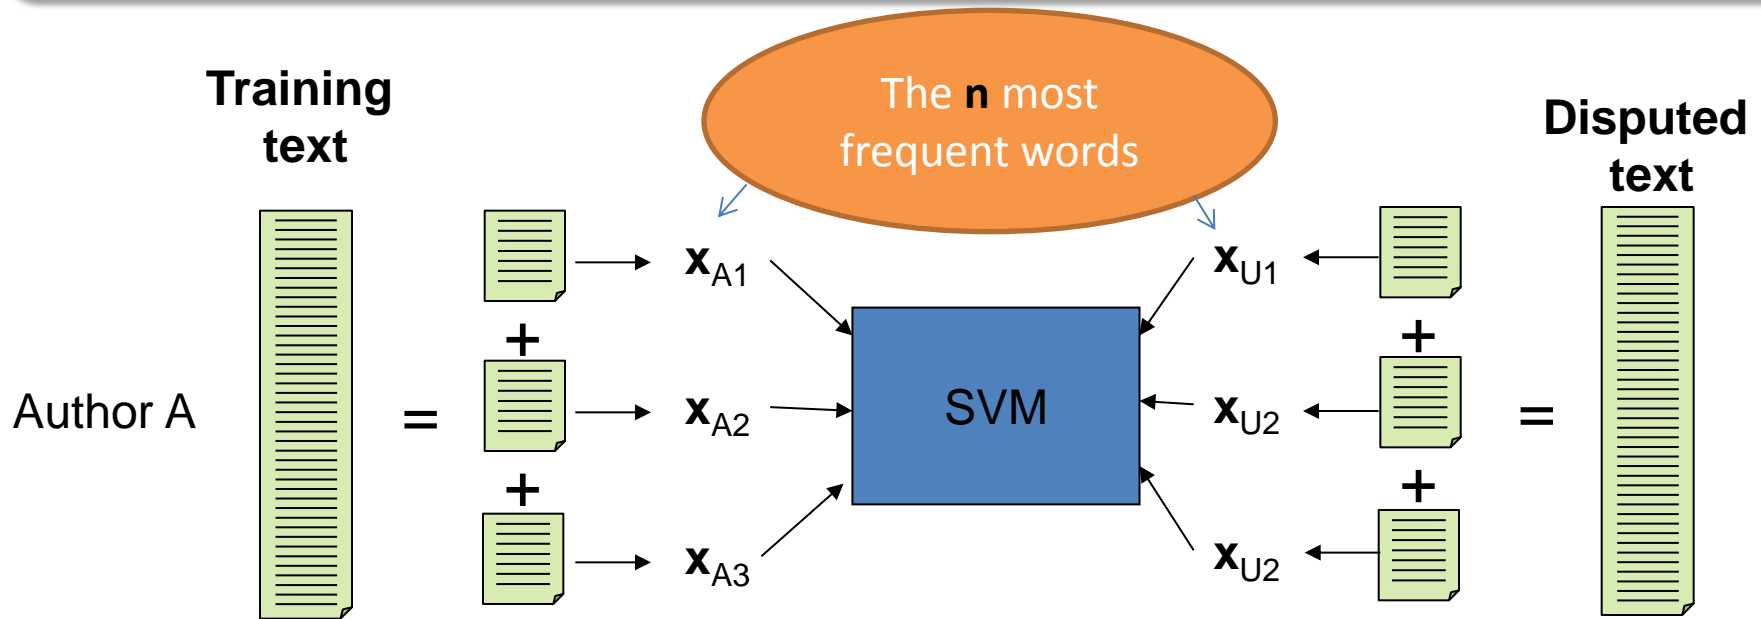 Training
text
The n most
frequent words
Disputed
text
xA1
xU1
+
+
Author A
=
xA2
SVM
xU2
=
+
+
xA3
xU2